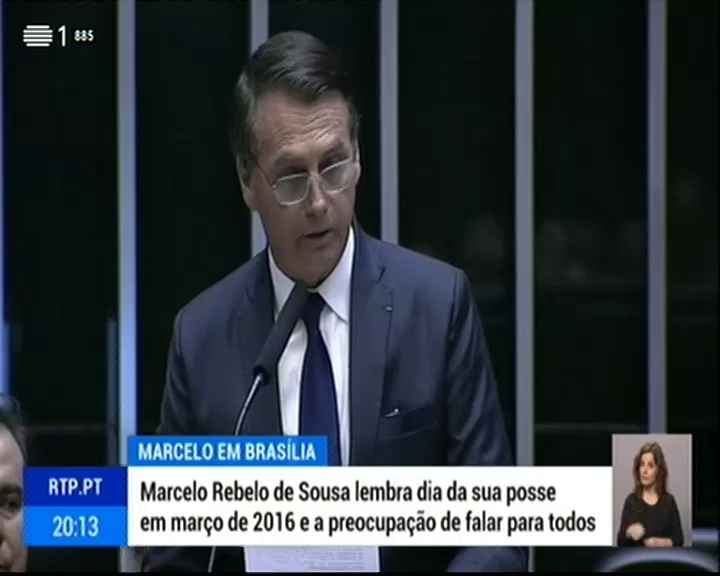 1 885
MARCELO EM BRASÍLIA
RTP.PT
20:13
Marcelo Rebelo de Sousa lembra dia da sua posse
em março de 2016 e a preocupação de falar para todos